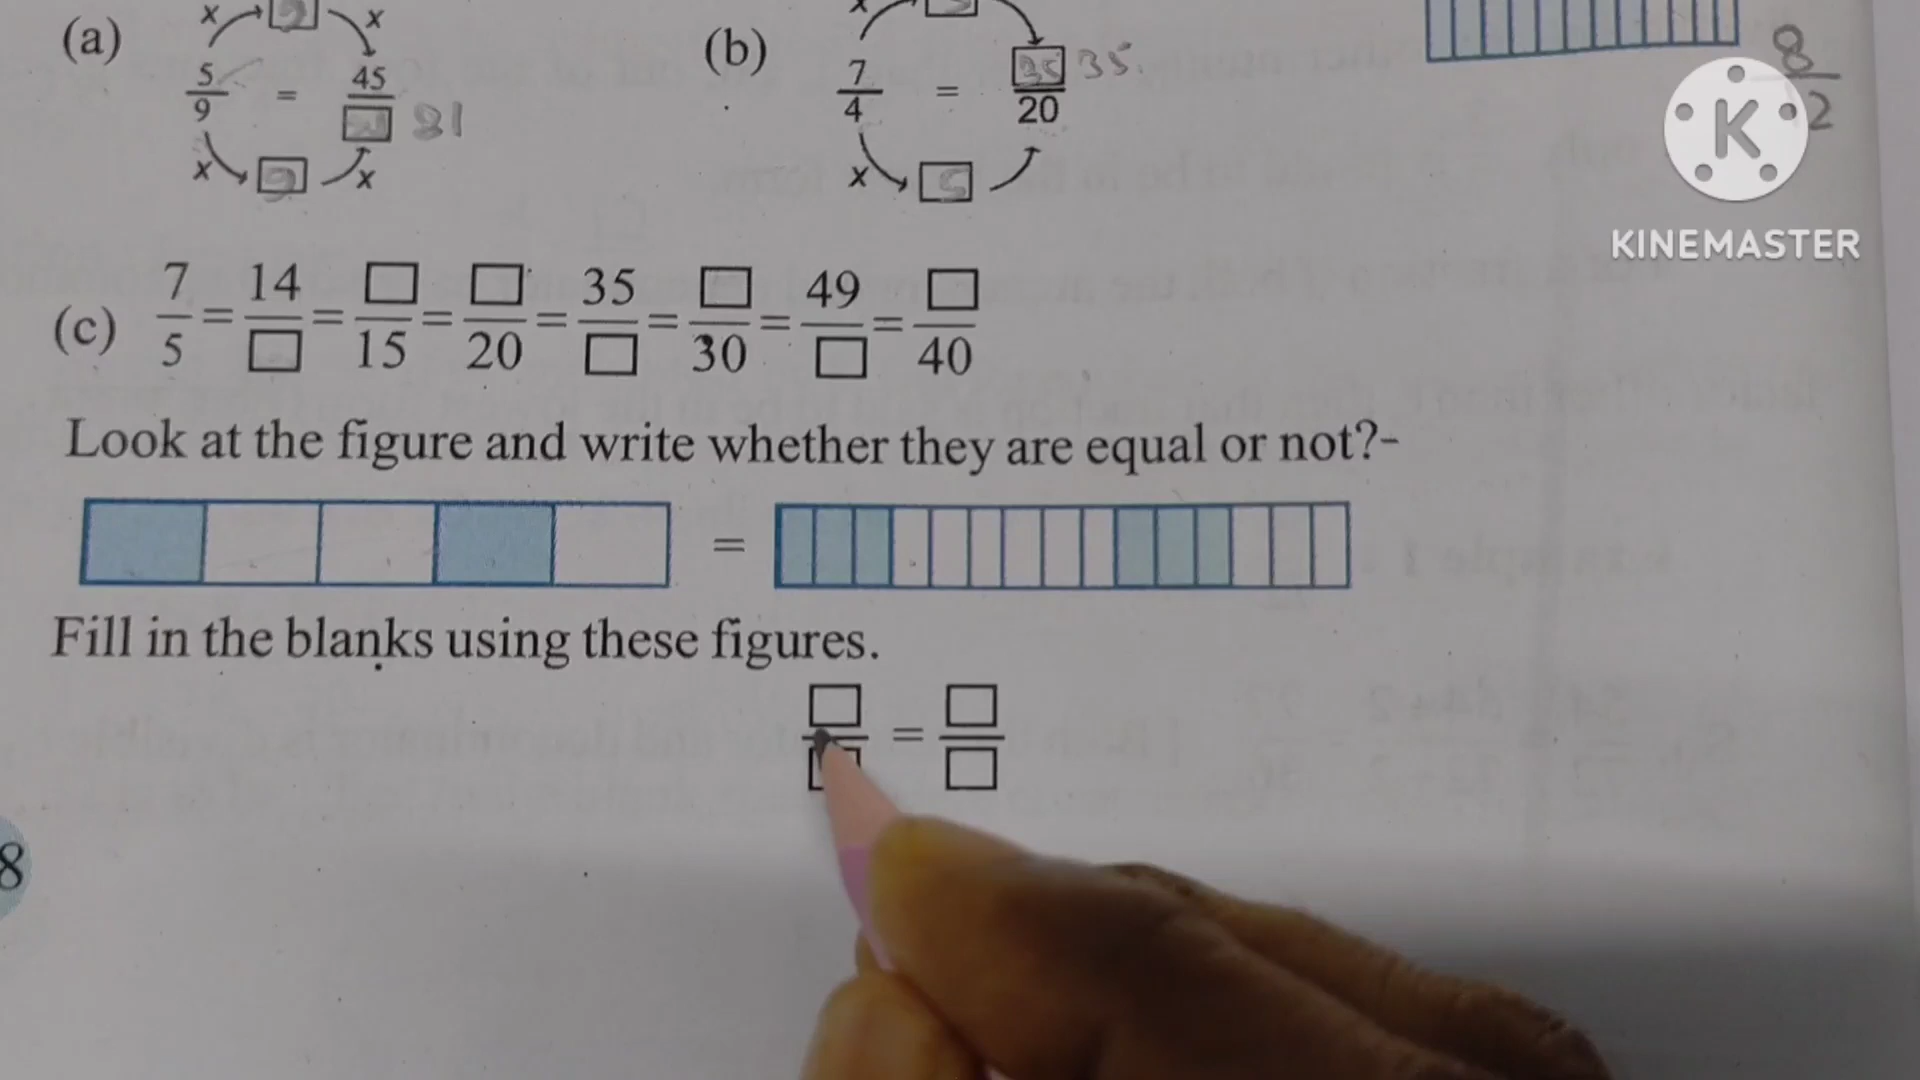 (a) x 9 x
5/9 = 45/□ 81
x 9 x
(b) x
7/4 = 35/20 35
x 5
8/2
KINEMASTER
(c) 7/5 = 14/□ = □/15 = □/20 = 35/□ = □/30 = 49/□ = □/40
Look at the figure and write whether they are equal or not?-
=
Fill in the blanks using these figures.
□/□ = □/□
8